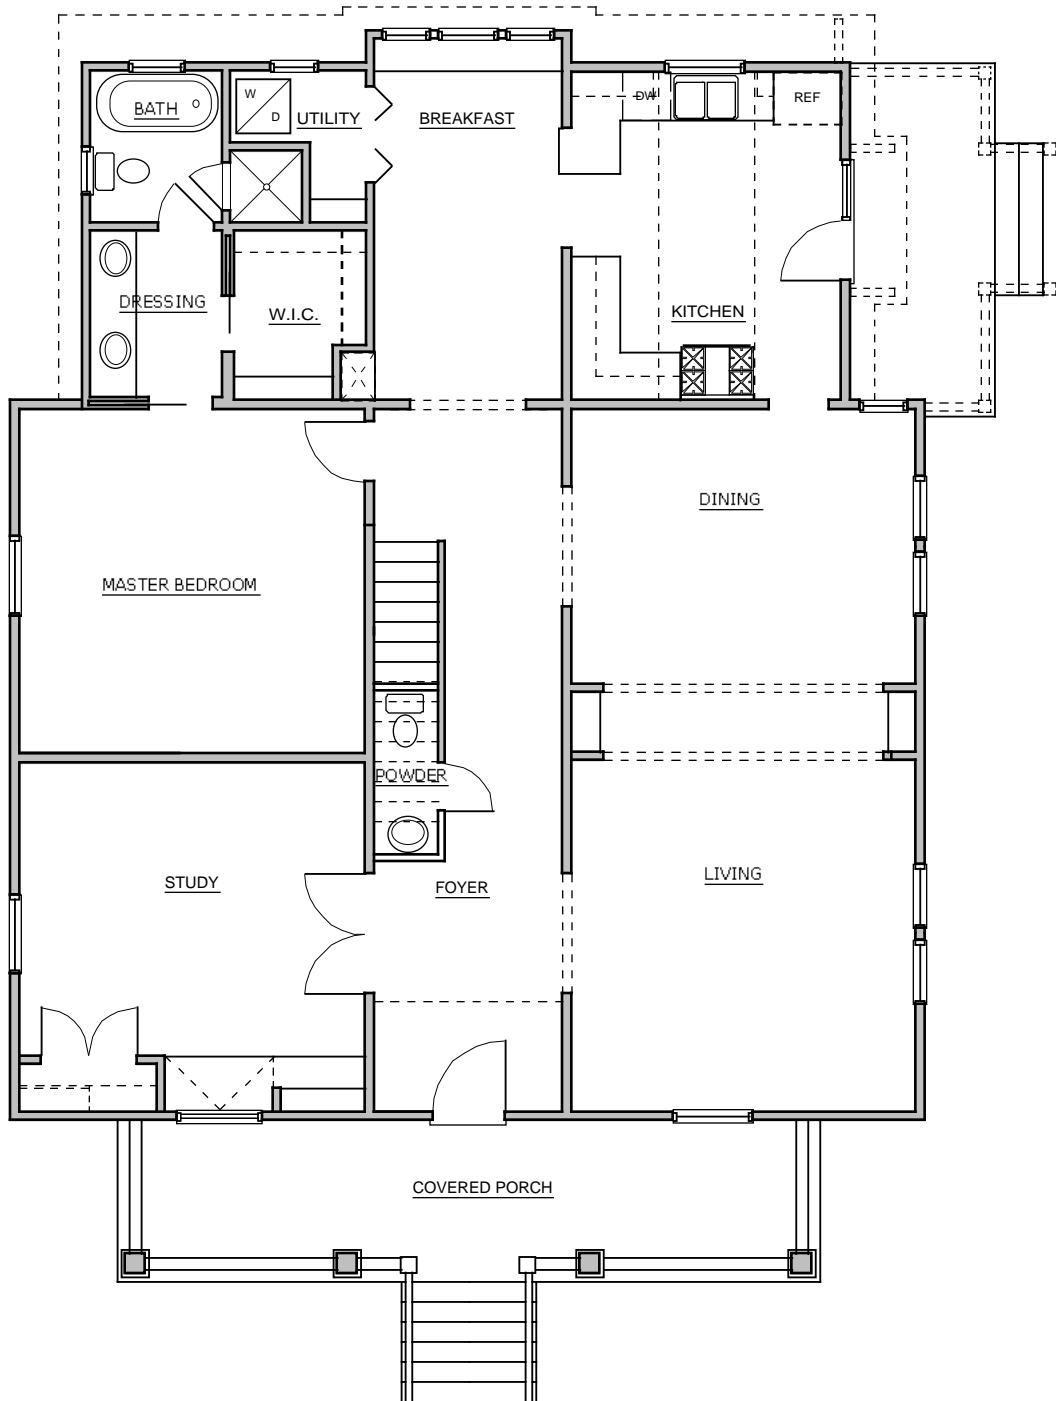 BATH
W
D
UTILITY
BREAKFAST
DW
REF
DRESSING
W.I.C.
KITCHEN
DINING
MASTER BEDROOM
POWDER
STUDY
FOYER
LIVING
COVERED PORCH